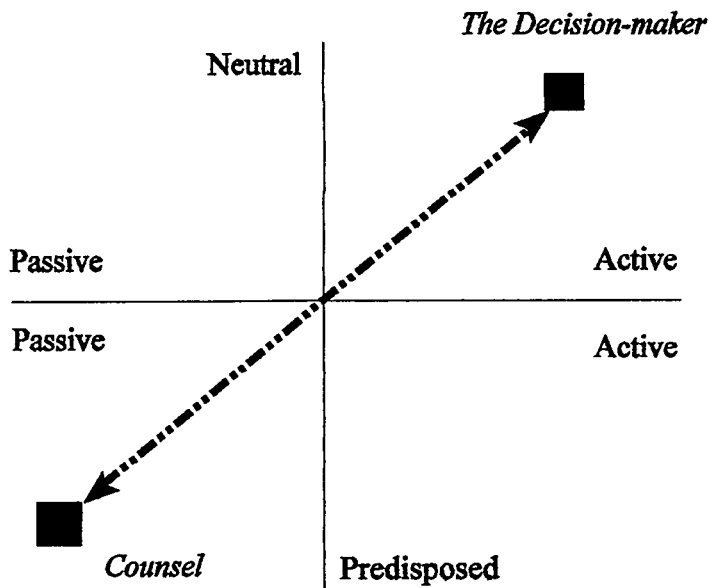 The Decision-maker
Neutral
Passive
Active
Passive
Active
Counsel
Predisposed